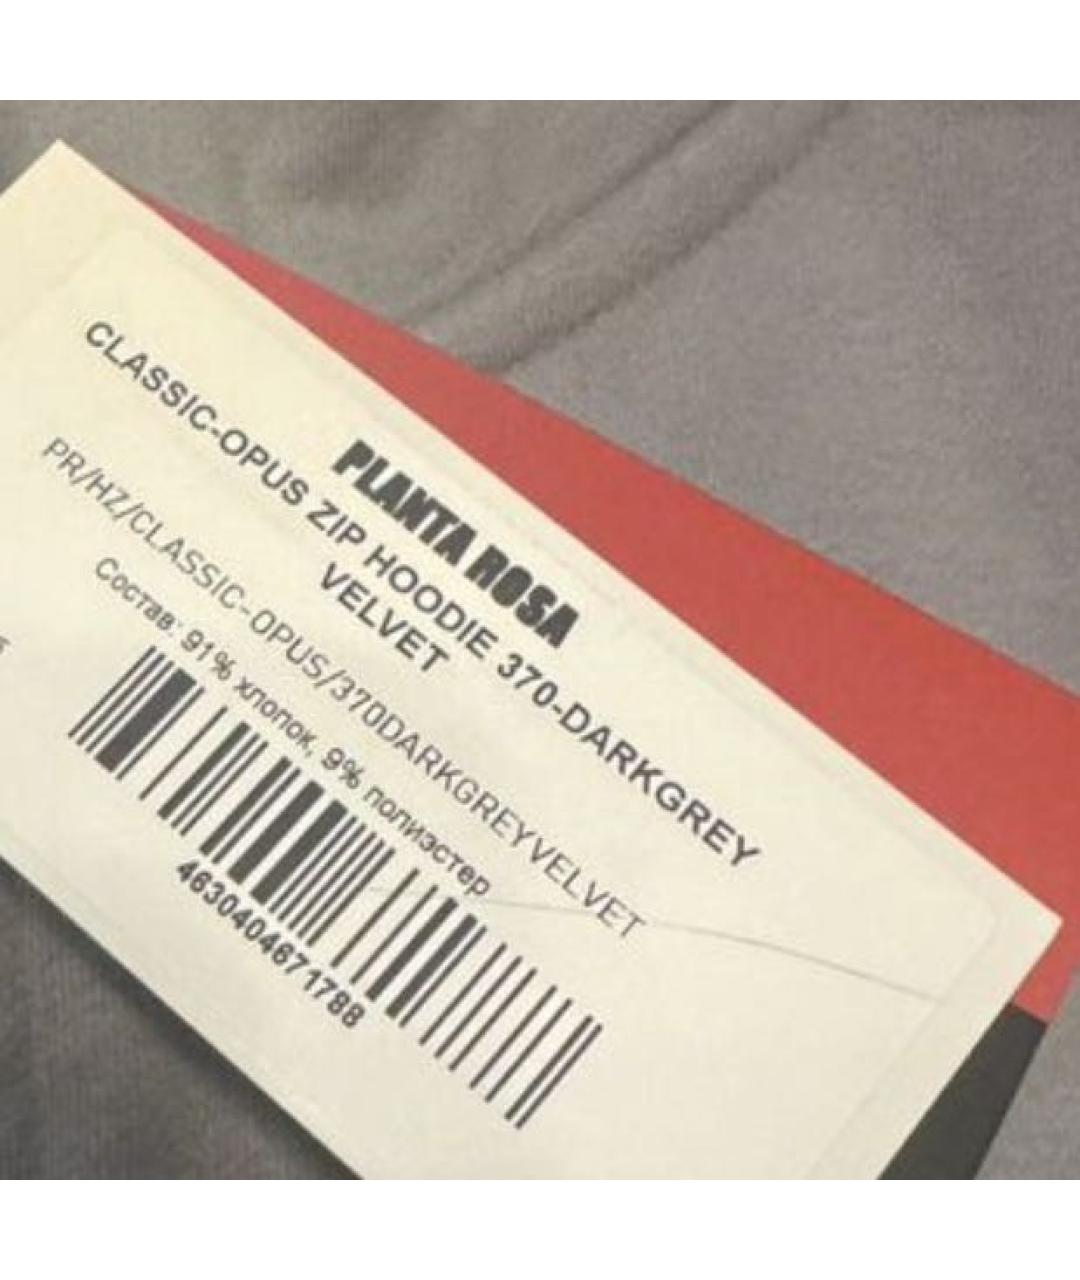 PLANTA ROSA
CLASSIC-OPUS ZIP HOODIE 370-DARKGREY
VELVET
PR/HZ/CLASSIC-OPUS/370DARKGREYVELVET
Состав: 91% хлопок, 9% полиэстер
4630404671788